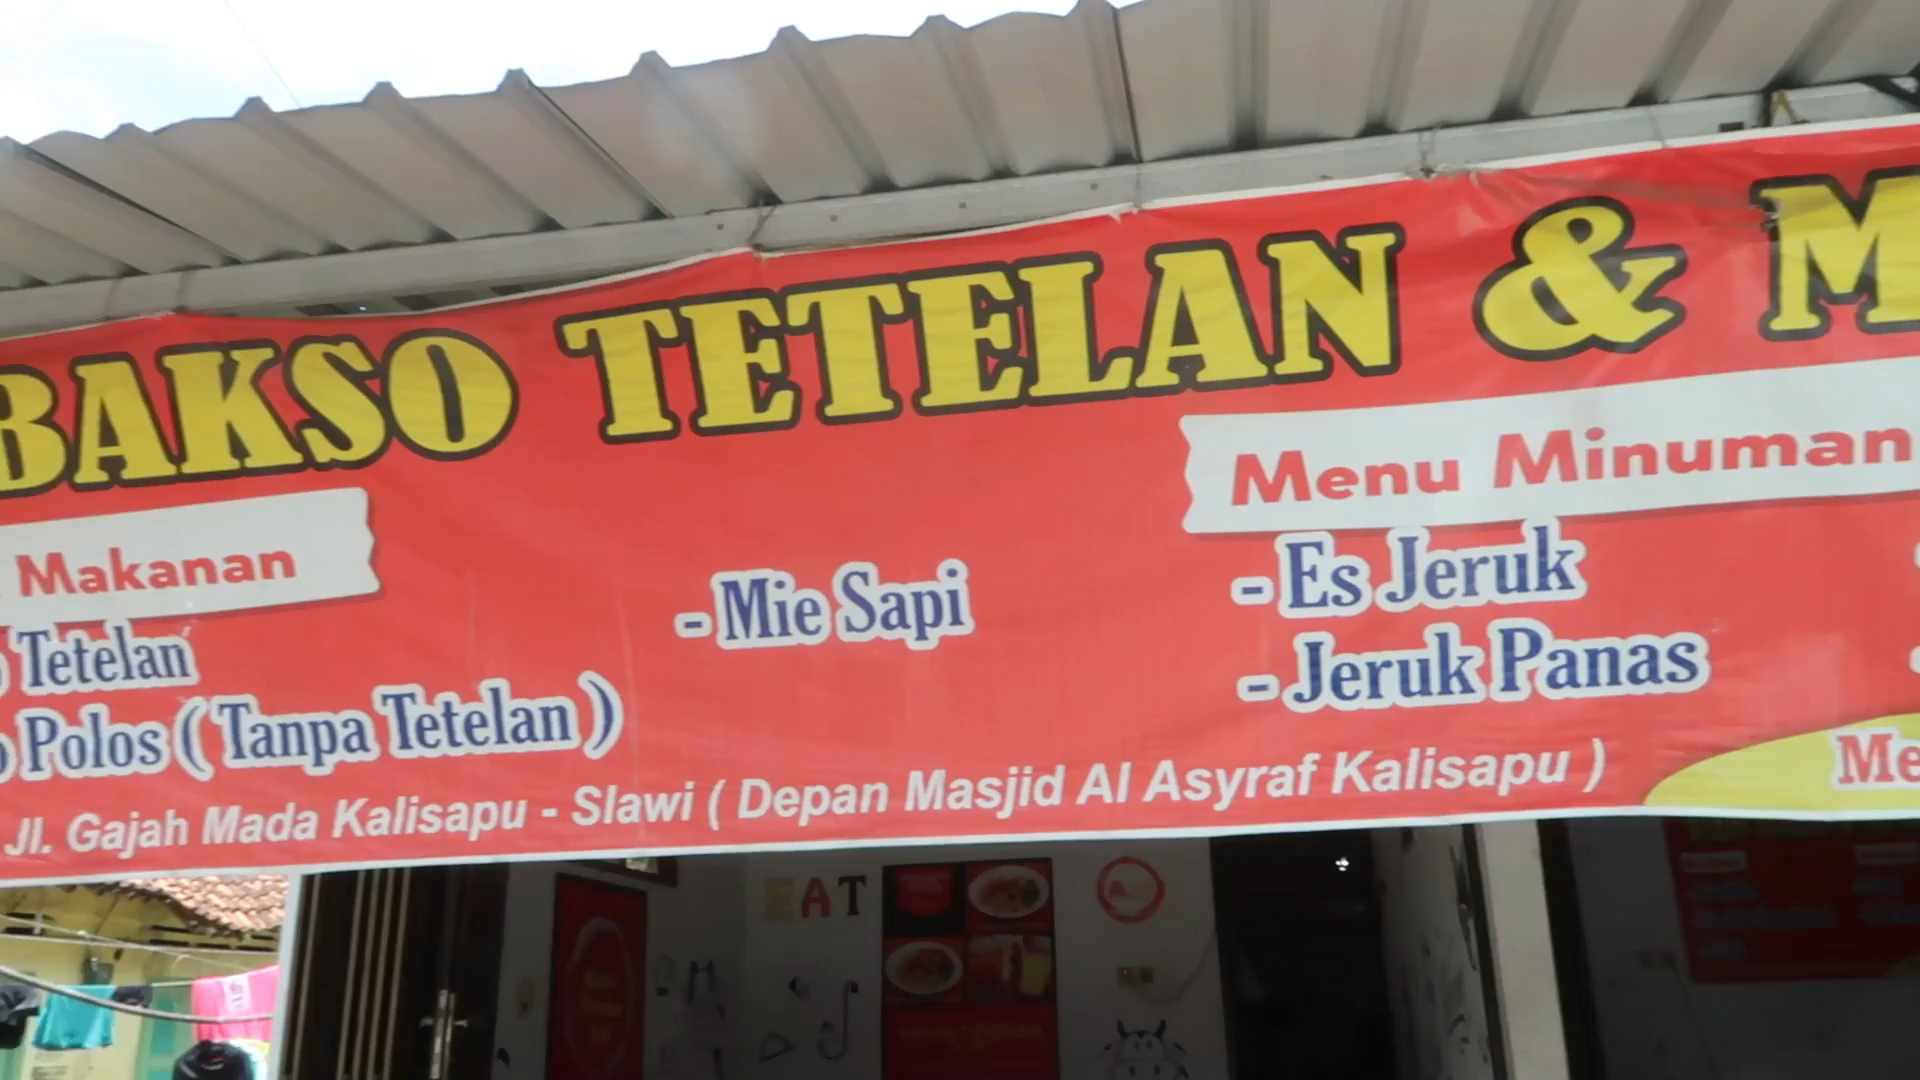 BAKSO TETELAN & M
Makanan
Tetelan
Polos ( Tanpa Tetelan )
- Mie Sapi
Menu Minuman
- Es Jeruk
- Jeruk Panas
Jl. Gajah Mada Kalisapu - Slawi ( Depan Masjid Al Asyraf Kalisapu )
Me
EAT